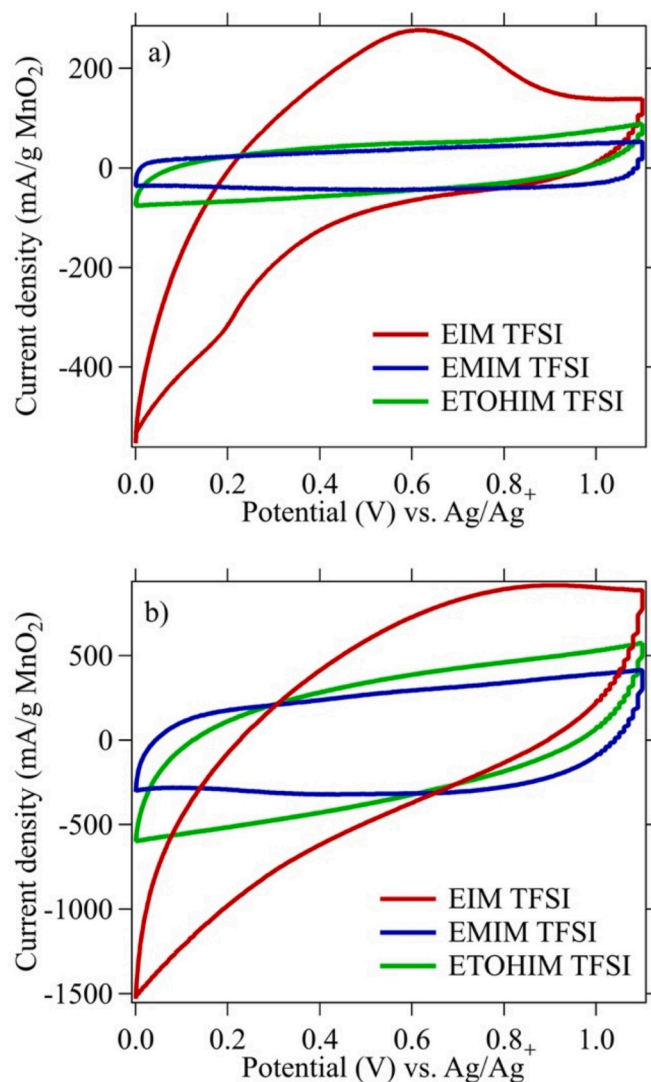 a)
Current density (mA/g MnO₂)
200
0
-200
-400
EIM TFSI
EMIM TFSI
ETOHIM TFSI
0.0 0.2 0.4 0.6 0.8 1.0
Potential (V) vs. Ag/Ag⁺
b)
Current density (mA/g MnO₂)
500
0
-500
-1000
-1500
EIM TFSI
EMIM TFSI
ETOHIM TFSI
0.0 0.2 0.4 0.6 0.8 1.0
Potential (V) vs. Ag/Ag⁺